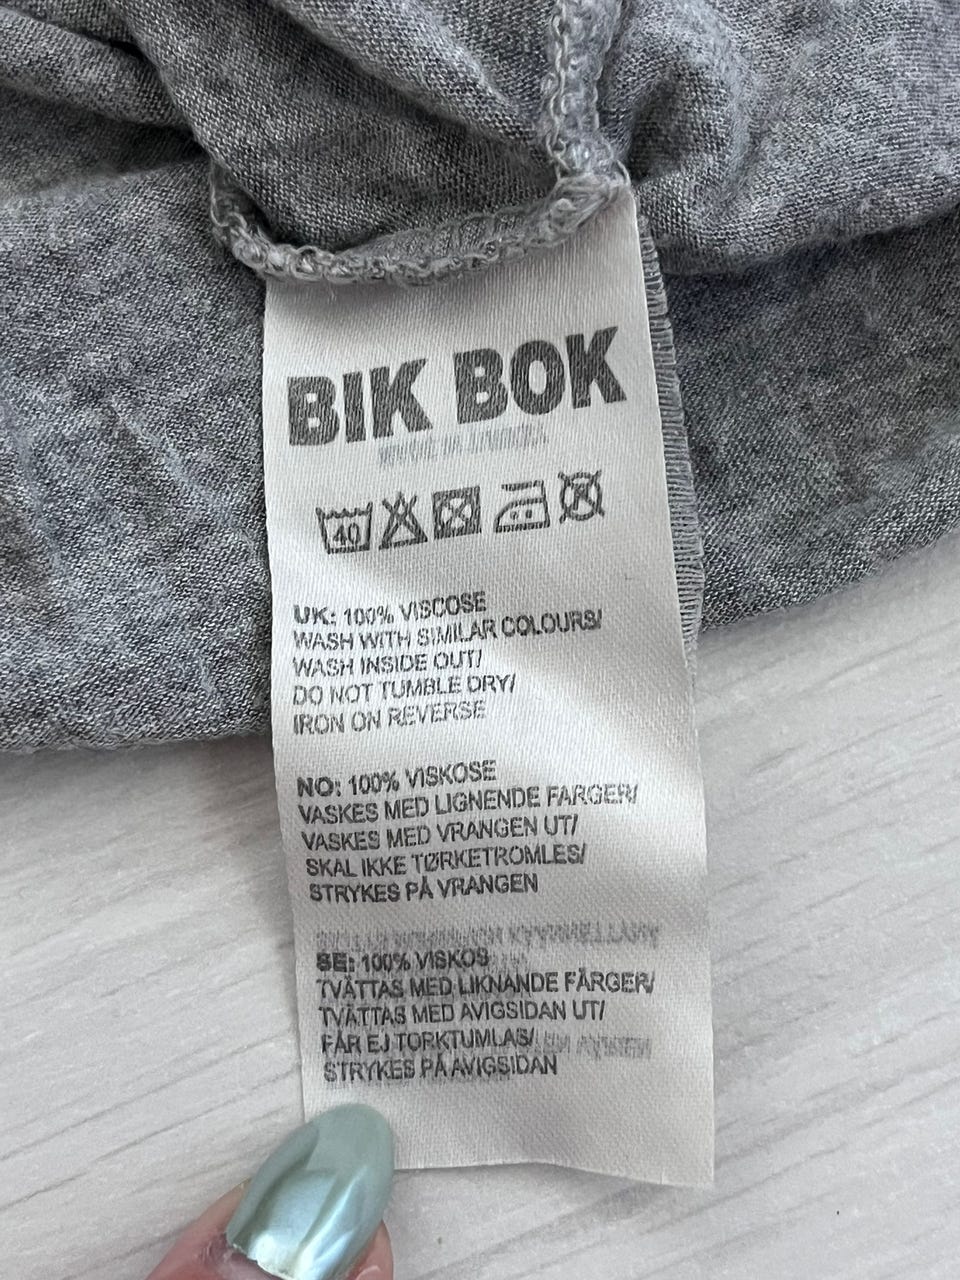 BIK BOK
40
UK: 100% VISCOSE
WASH WITH SIMILAR COLOURS/
WASH INSIDE OUT/
DO NOT TUMBLE DRY/
IRON ON REVERSE
NO: 100% VISKOSE
VASKES MED LIGNENDE FARGER/
VASKES MED VRANGEN UT/
SKAL IKKE TØRKETROMLES/
STRYKES PÅ VRANGEN
SE: 100% VISKOS
TVÄTTAS MED LIKNANDE FÄRGER/
TVÄTTAS MED AVIGSIDAN UT/
FÅR EJ TORKTUMLAS/
STRYKES PÅ AVIGSIDAN